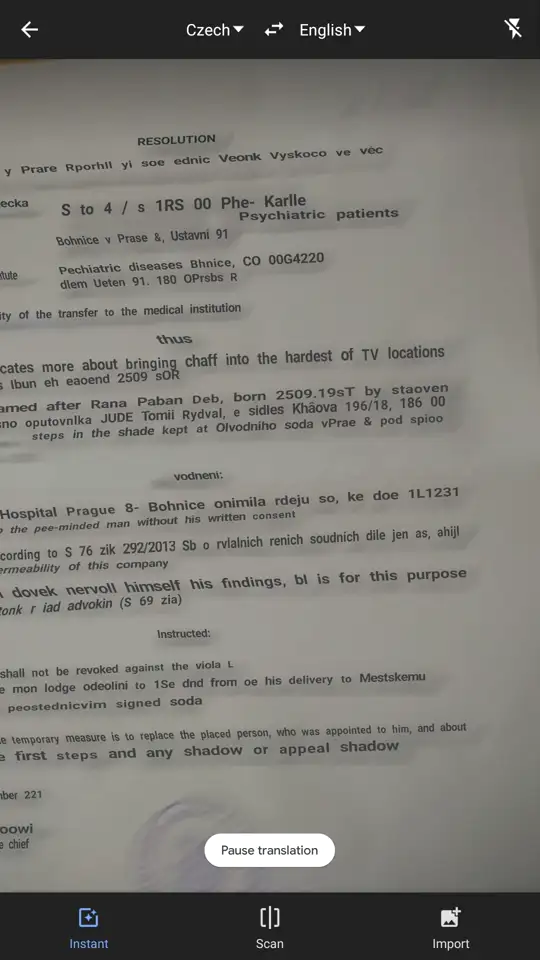 Czech
English
RESOLUTION
y Prare Rporhll yi soe ednic Veonk Vyskoco ve věc
ecka
S to 4 / s 1RS 00 Phe- Karlle
Psychiatric patients
Bohnice v Prase &, Ustavni 91
tute
Pechiatric diseases Bhnice, CO 00G4220
dlem Ueten 91. 180 OPrsbs R
ity of the transfer to the medical institution
thus
cates more about bringing chaff into the hardest of TV locations
s Ibun eh eaoend 2509 sOR
amed after Rana Paban Deb, born 2509.19sT by staoven
sno oputovnlka JUDE Tomii Rydval, e sidles Khâova 196/18, 186 00
steps in the shade kept at Olvodniho soda vPrae & pod spioo
vodneni:
Hospital Prague 8- Bohnice onimila rdeju so, ke doe 1L1231
o the pee-minded man without his written consent
cording to S 76 zik 292/2013 Sb o rvlalnich renich soudnich dile jen as, ahijl
ermeability of this company
dovek nervoll himself his findings, bl is for this purpose
tonk r iad advokin (S 69 zia)
Instructed:
shall not be revoked against the viola L
e mon lodge odeolini to 1Se dnd from oe his delivery to Mestskemu
peostednicvim signed soda
e temporary measure is to replace the placed person, who was appointed to him, and about
e first steps and any shadow or appeal shadow
ber 221
oowi
e chief
Pause translation
Instant
Scan
Import